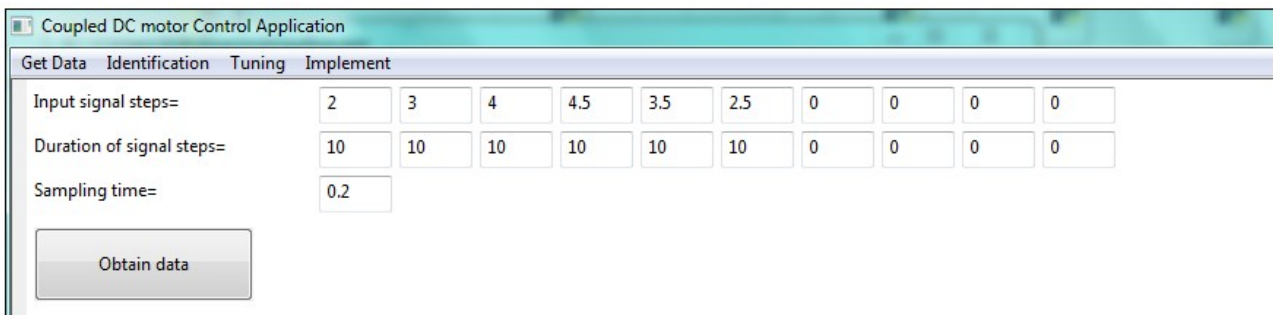 Coupled DC motor Control Application
Get Data Identification Tuning Implement
Input signal steps= 2 3 4 4.5 3.5 2.5 0 0 0 0
Duration of signal steps= 10 10 10 10 10 10 0 0 0 0
Sampling time= 0.2
Obtain data